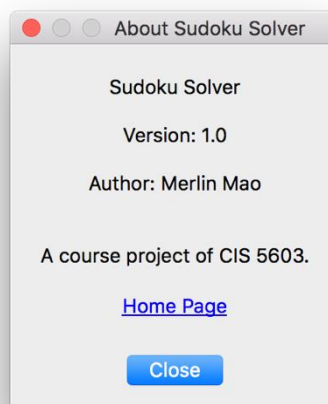 About Sudoku Solver
Sudoku Solver
Version: 1.0
Author: Merlin Mao
A course project of CIS 5603.
Home Page
Close